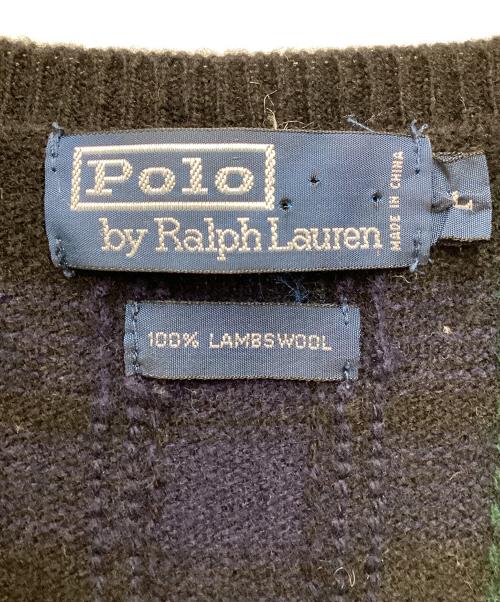 Polo
by Ralph Lauren
MADE IN CHINA
L
100% LAMBSWOOL